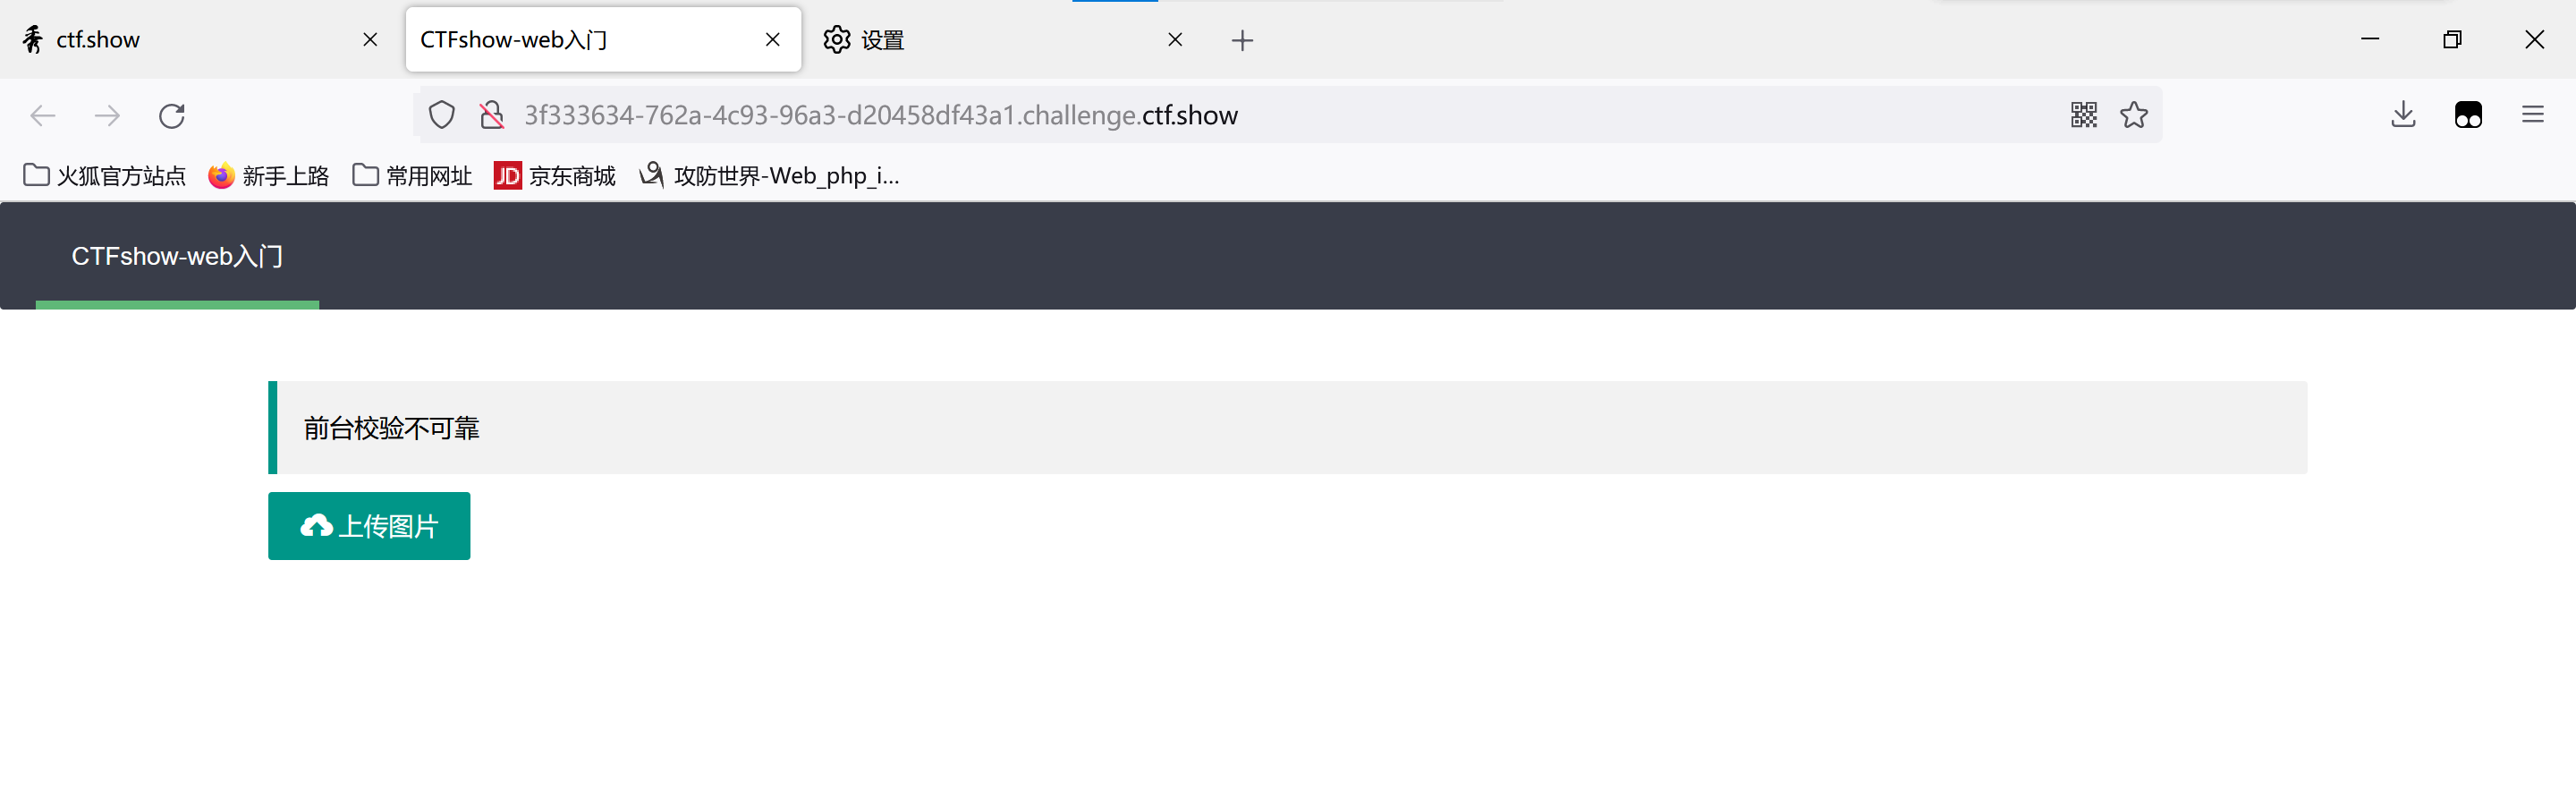 ctf.show CTFshow-web入门 设置
3f333634-762a-4c93-96a3-d20458df43a1.challenge.ctf.show
火狐官方站点 新手上路 常用网址 JD 京东商城 攻防世界-Web_php_i...
CTFshow-web入门
前台校验不可靠
上传图片